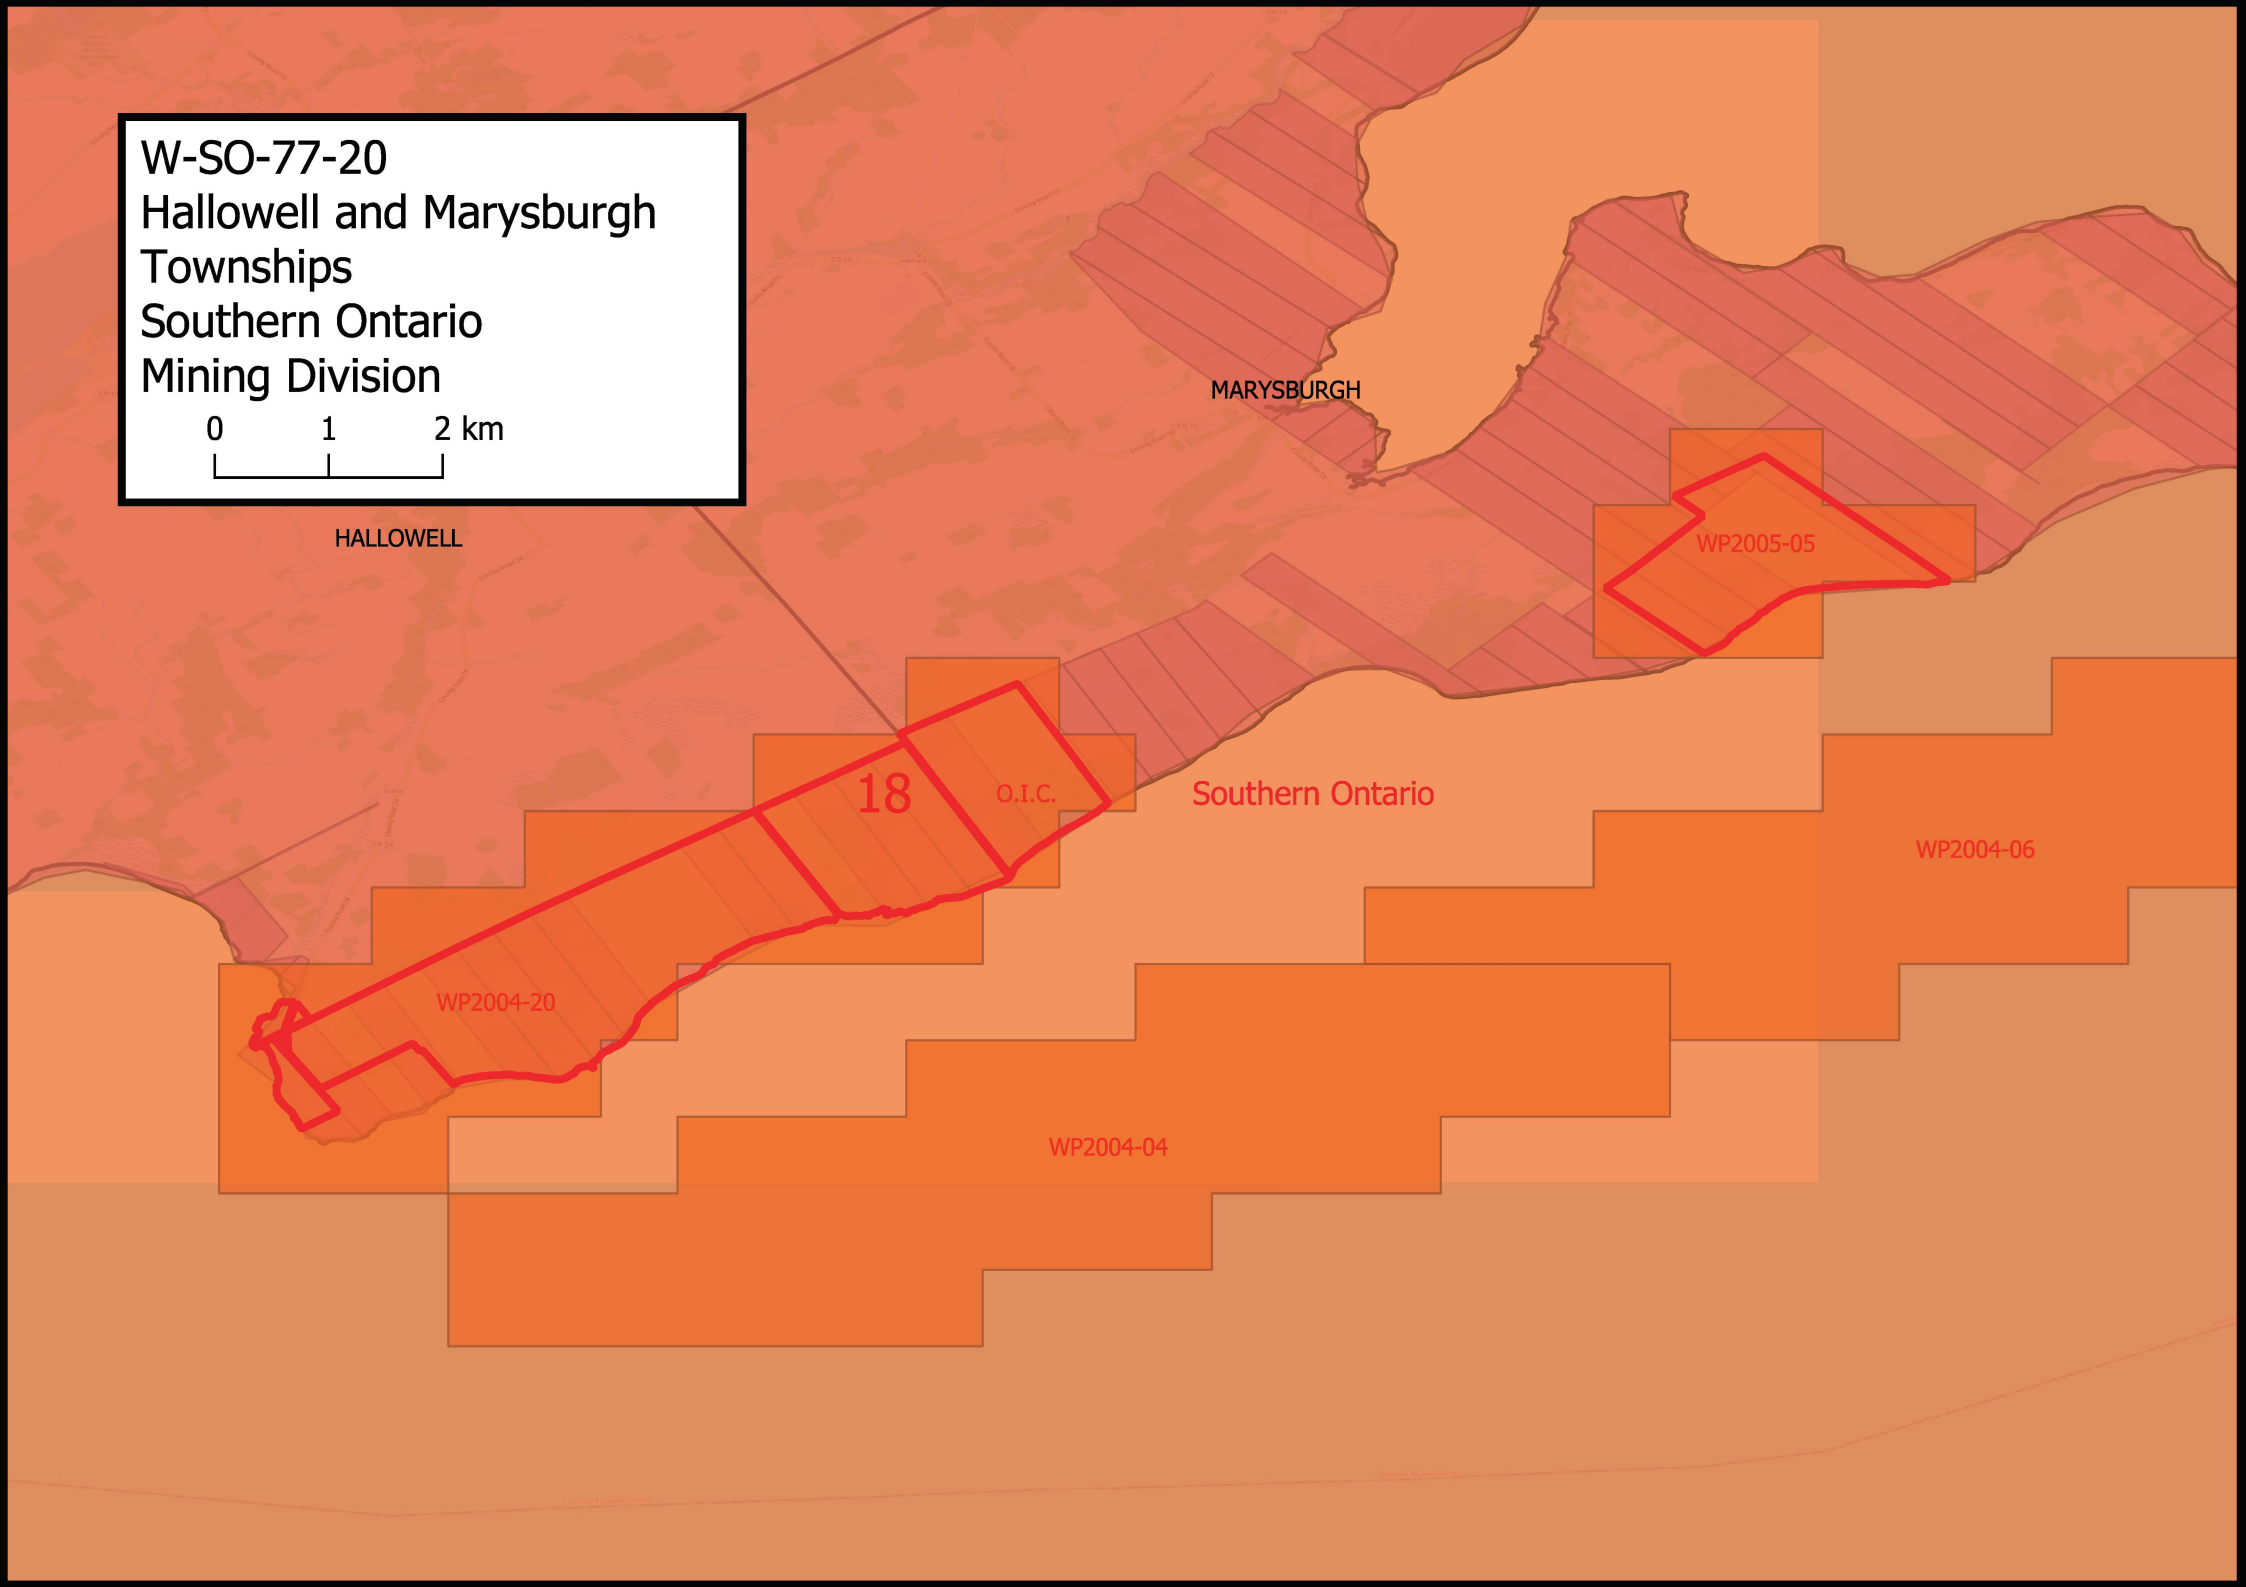 W-SO-77-20
Hallowell and Marysburgh
Townships
Southern Ontario
Mining Division
0 1 2 km
MARYSBURGH
HALLOWELL
WP2005-05
18
O.I.C.
Southern Ontario
WP2004-06
WP2004-20
WP2004-04